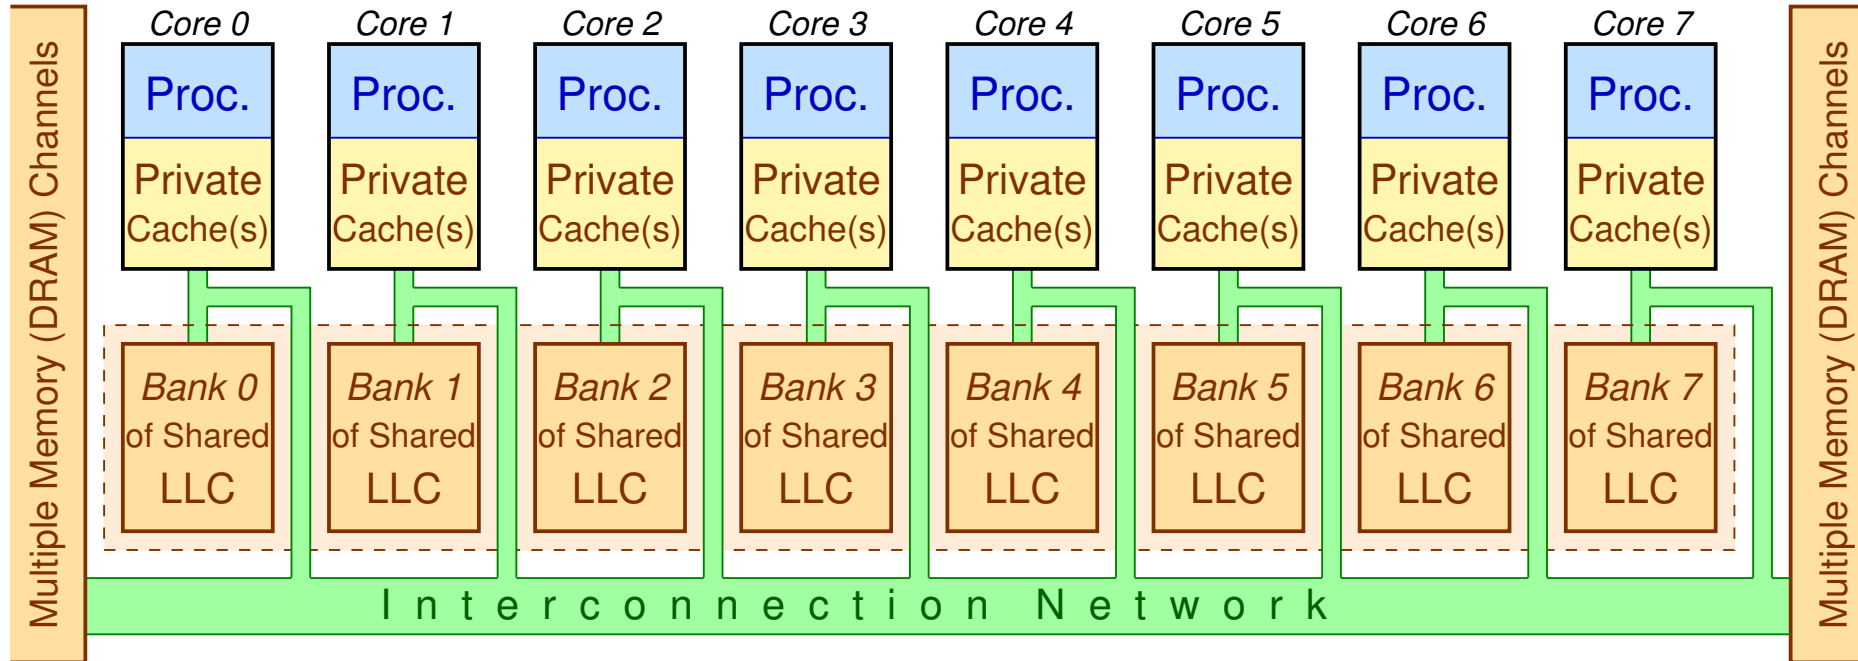 Multiple Memory (DRAM) Channels
Core 0 Core 1 Core 2 Core 3 Core 4 Core 5 Core 6 Core 7
Proc. Proc. Proc. Proc. Proc. Proc. Proc. Proc.
Private Private Private Private Private Private Private Private
Cache(s) Cache(s) Cache(s) Cache(s) Cache(s) Cache(s) Cache(s) Cache(s)
Bank 0 Bank 1 Bank 2 Bank 3 Bank 4 Bank 5 Bank 6 Bank 7
of Shared of Shared of Shared of Shared of Shared of Shared of Shared of Shared
LLC LLC LLC LLC LLC LLC LLC LLC
Interconnection Network
Multiple Memory (DRAM) Channels